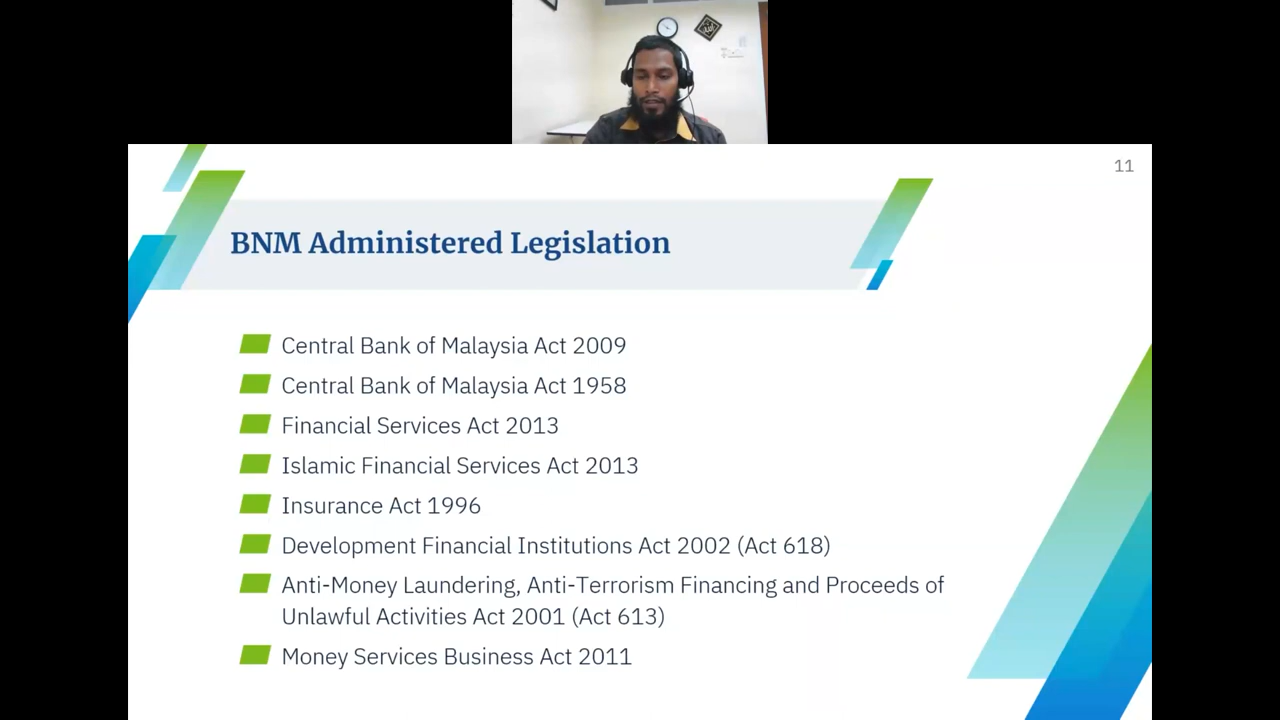 11
BNM Administered Legislation
Central Bank of Malaysia Act 2009
Central Bank of Malaysia Act 1958
Financial Services Act 2013
Islamic Financial Services Act 2013
Insurance Act 1996
Development Financial Institutions Act 2002 (Act 618)
Anti-Money Laundering, Anti-Terrorism Financing and Proceeds of
Unlawful Activities Act 2001 (Act 613)
Money Services Business Act 2011